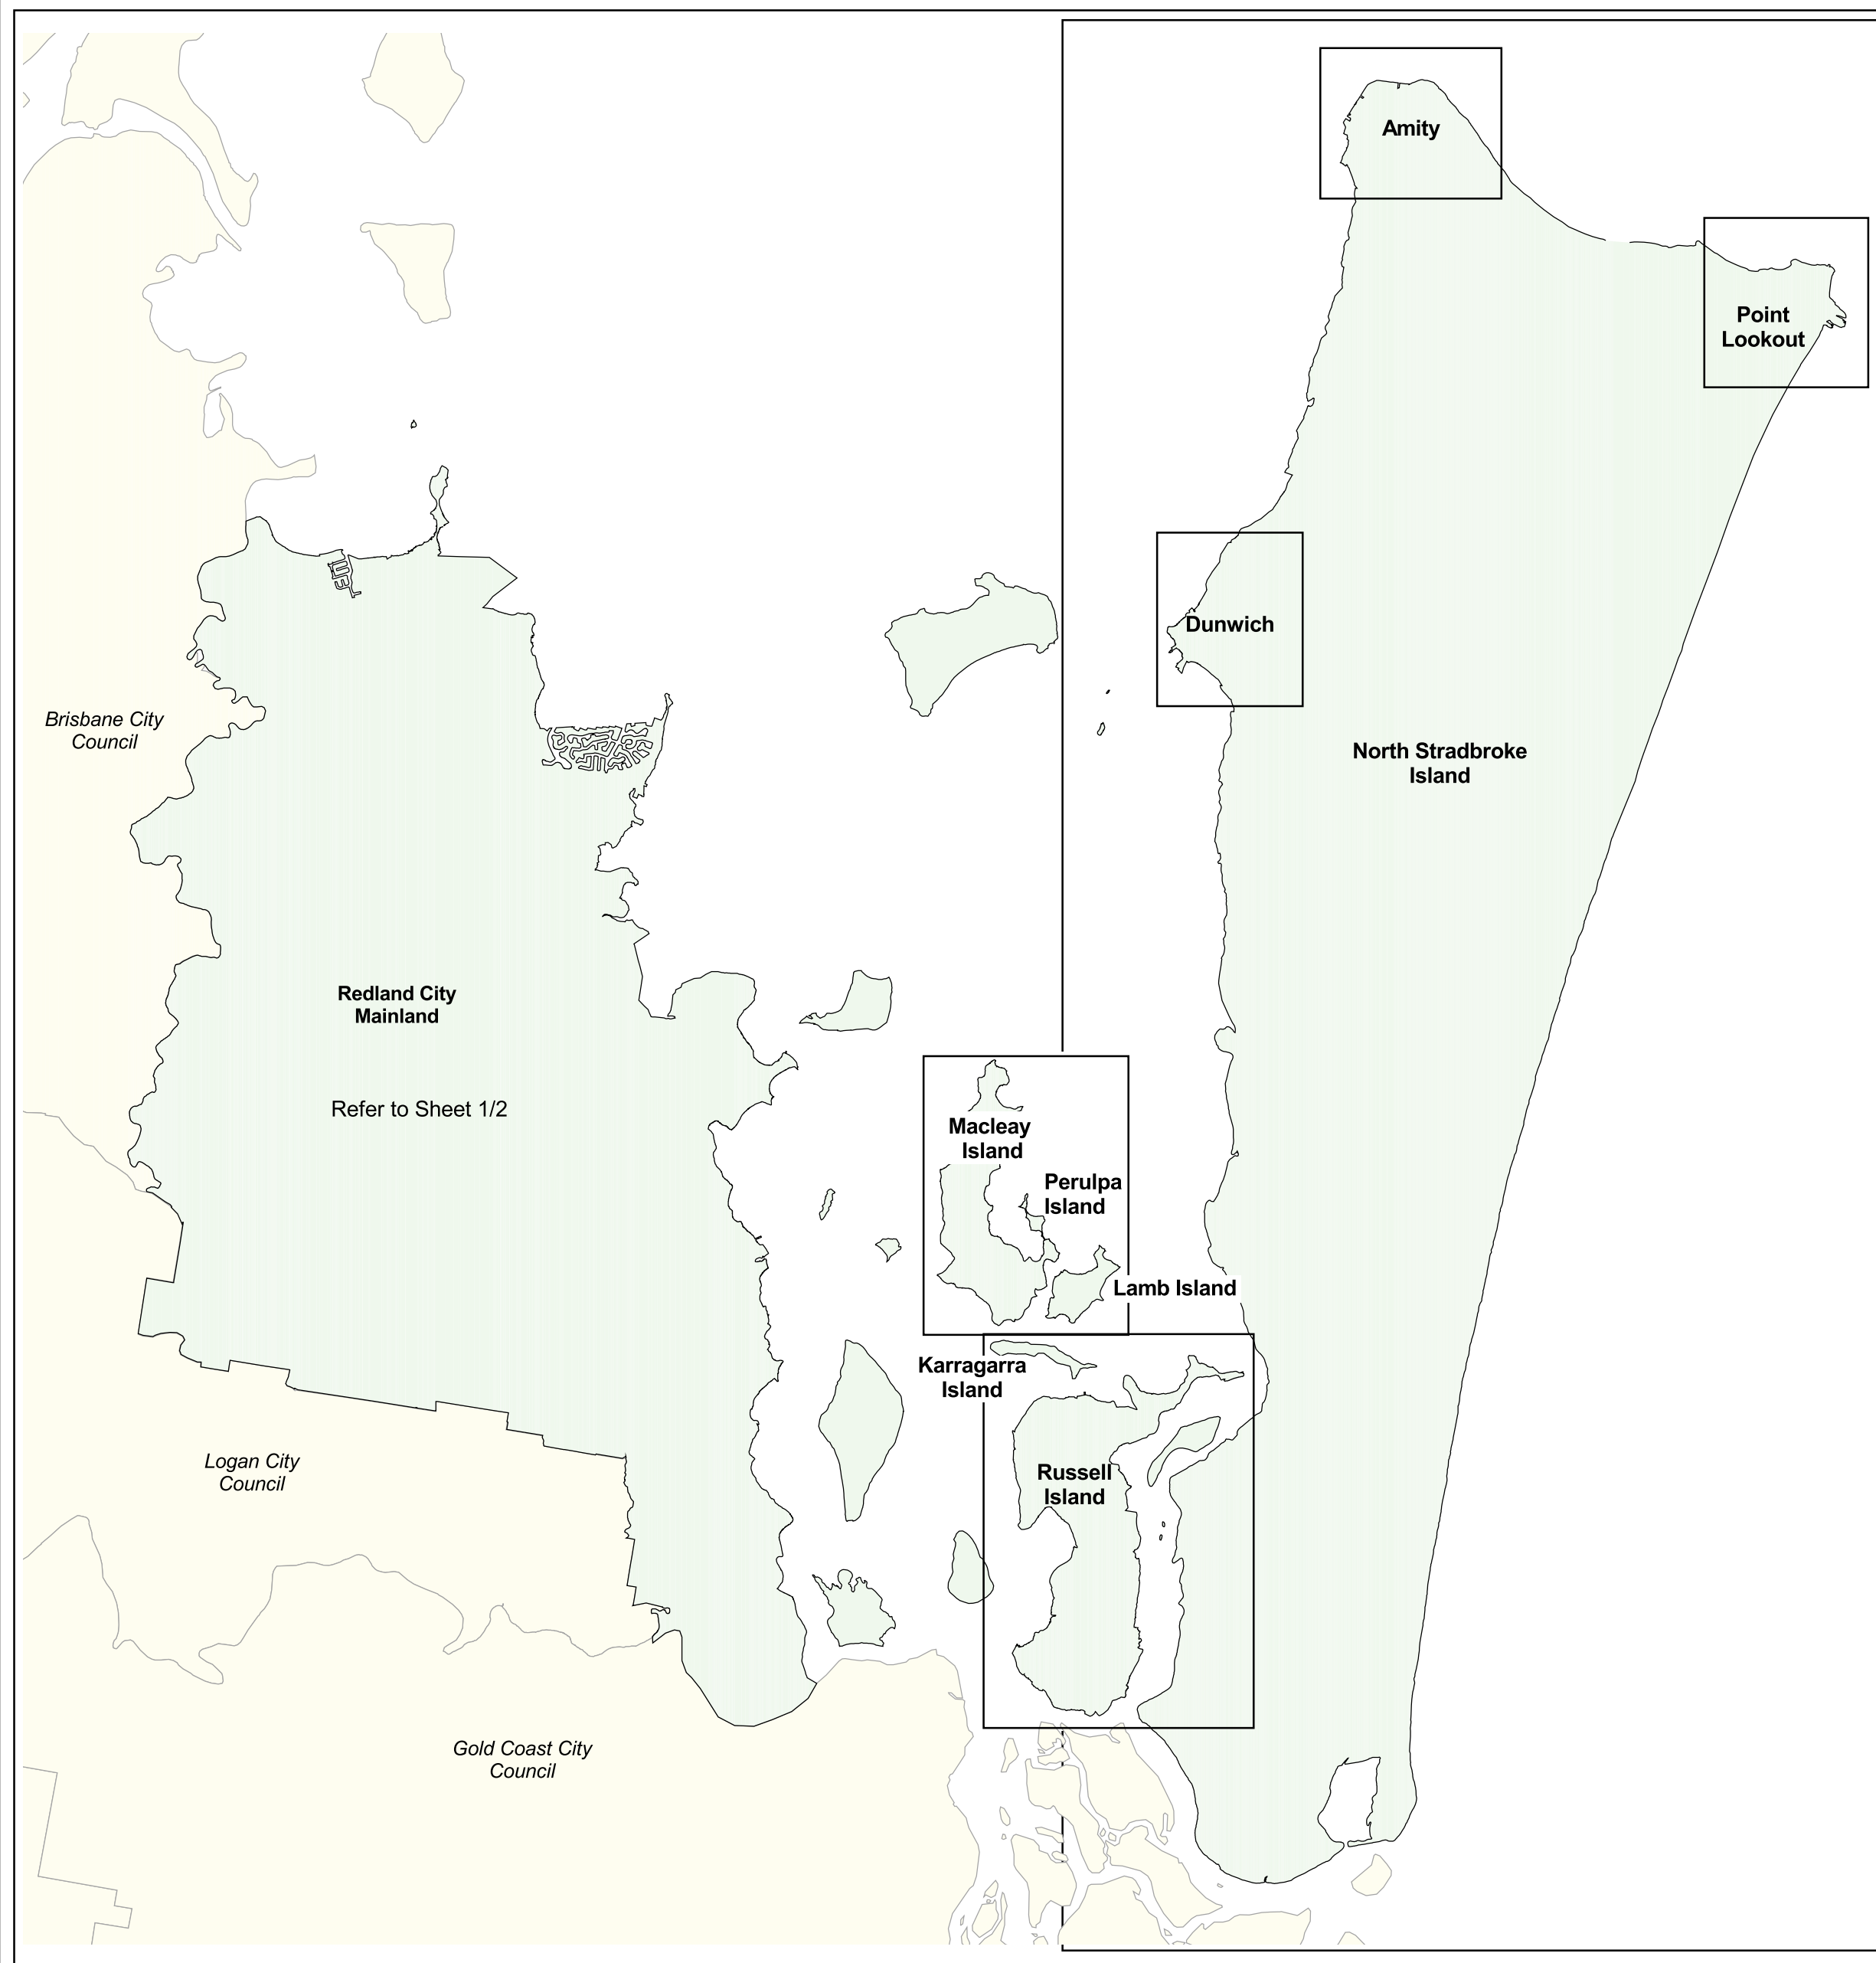 Amity
Point
Lookout
Dunwich
Brisbane City
Council
North Stradbroke
Island
Redland City
Mainland
Refer to Sheet 1/2
Macleay
Island
Perulpa
Island
Lamb Island
Karragarra
Island
Russell
Island
Logan City
Council
Gold Coast City
Council